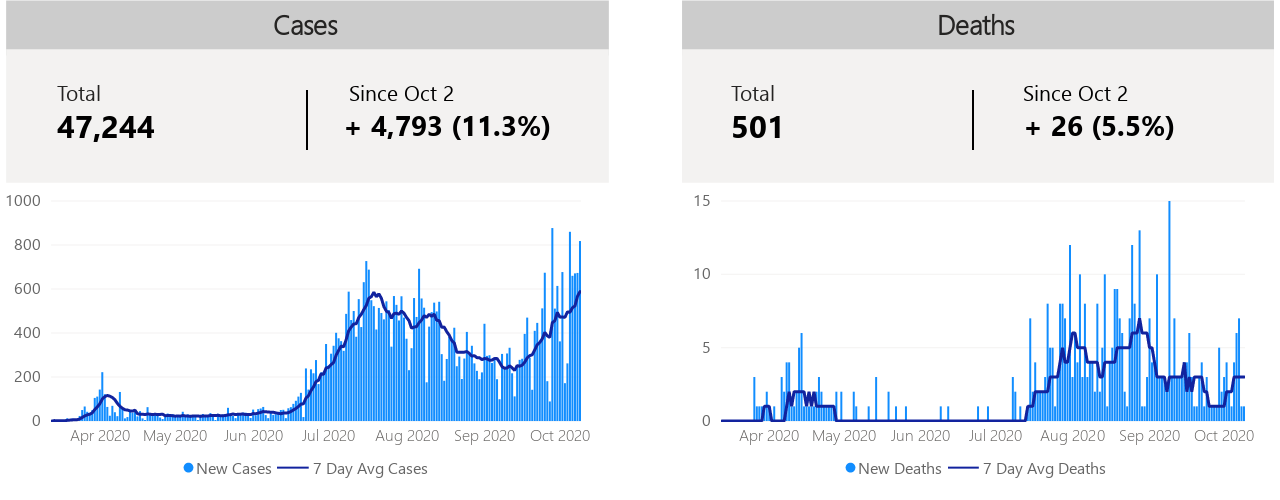 Cases
Total
47,244
Since Oct 2
+ 4,793 (11.3%)
1000
800
600
400
200
0
Apr 2020 May 2020 Jun 2020 Jul 2020 Aug 2020 Sep 2020 Oct 2020
New Cases 7 Day Avg Cases
Deaths
Total
501
Since Oct 2
+ 26 (5.5%)
15
10
5
0
Apr 2020 May 2020 Jun 2020 Jul 2020 Aug 2020 Sep 2020 Oct 2020
New Deaths 7 Day Avg Deaths